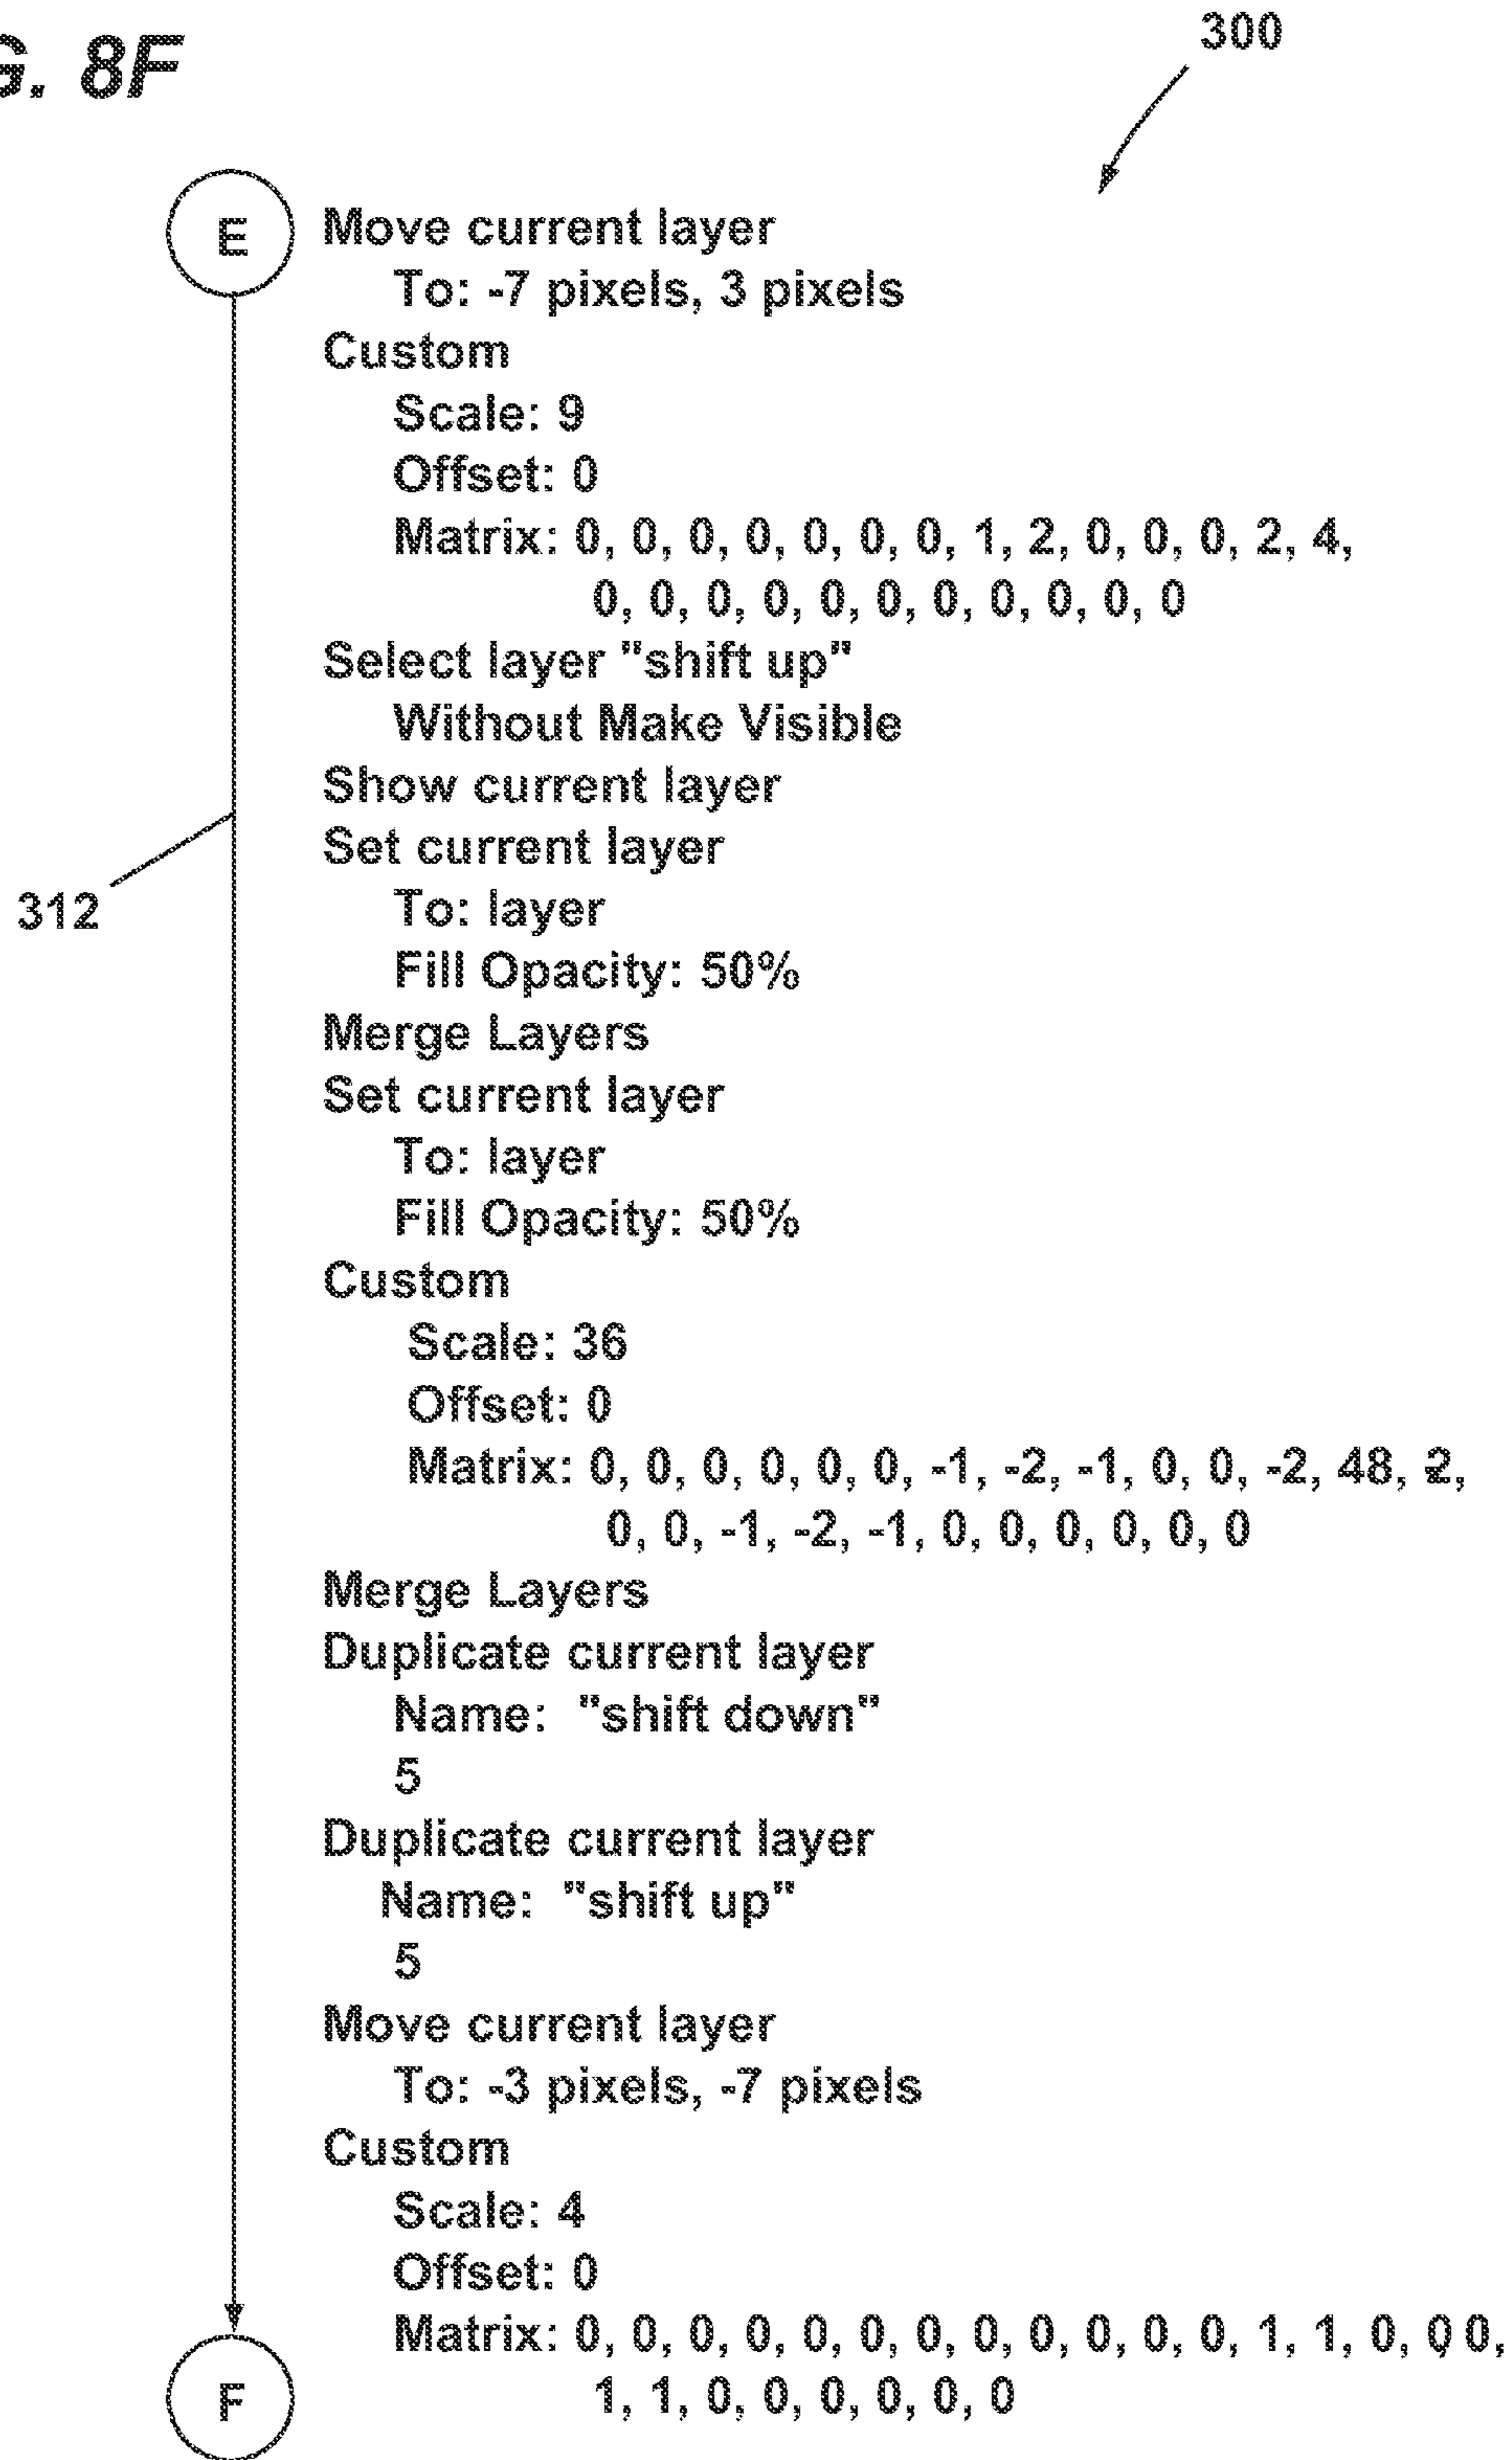 G. 8F
300
E
Move current layer
To: -7 pixels, 3 pixels
Custom
Scale: 9
Offset: 0
Matrix: 0, 0, 0, 0, 0, 0, 0, 1, 2, 0, 0, 0, 2, 4,
0, 0, 0, 0, 0, 0, 0, 0, 0, 0, 0
Select layer "shift up"
Without Make Visible
Show current layer
Set current layer
312
To: layer
Fill Opacity: 50%
Merge Layers
Set current layer
To: layer
Fill Opacity: 50%
Custom
Scale: 36
Offset: 0
Matrix: 0, 0, 0, 0, 0, 0, -1, -2, -1, 0, 0, -2, 48, -2,
0, 0, -1, -2, -1, 0, 0, 0, 0, 0, 0
Merge Layers
Duplicate current layer
Name: "shift down"
5
Duplicate current layer
Name: "shift up"
5
Move current layer
To: -3 pixels, -7 pixels
Custom
Scale: 4
Offset: 0
Matrix: 0, 0, 0, 0, 0, 0, 0, 0, 0, 0, 0, 0, 1, 1, 0, 0 0,
1, 1, 0, 0, 0, 0, 0, 0
F